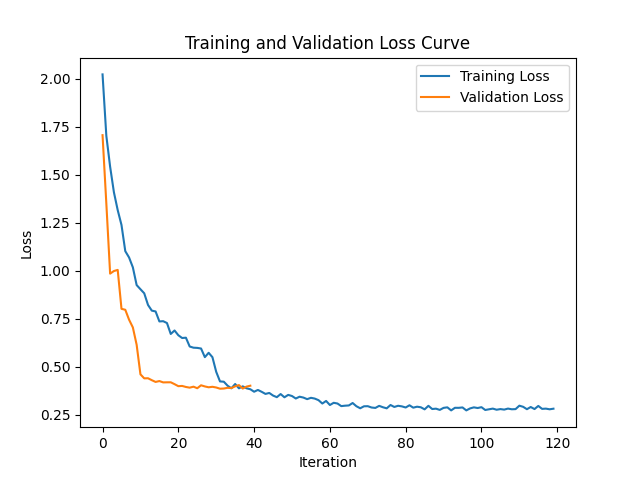 Training and Validation Loss Curve
Training Loss
Validation Loss
2.00
1.75
1.50
1.25
1.00
0.75
0.50
0.25
Loss
0 20 40 60 80 100 120
Iteration